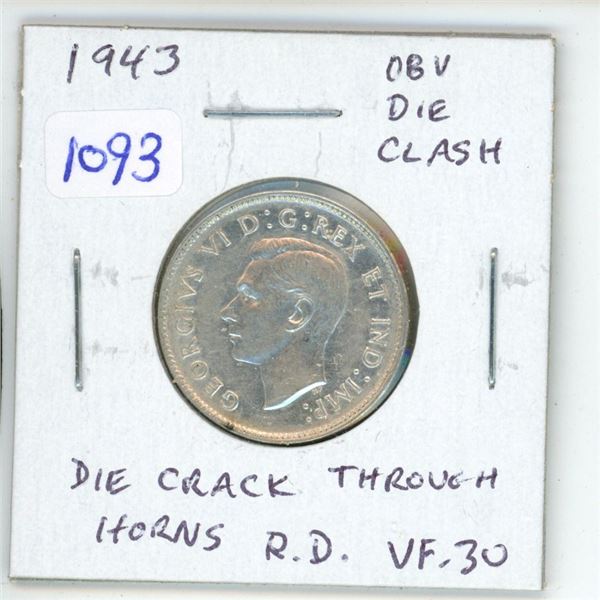 1943
OBV
DIE
CLASH
1093
GEORGIVS VI D:G:REX ET IND:IMP:
DIE CRACK THROUGH
HORNS R.D. VF.30